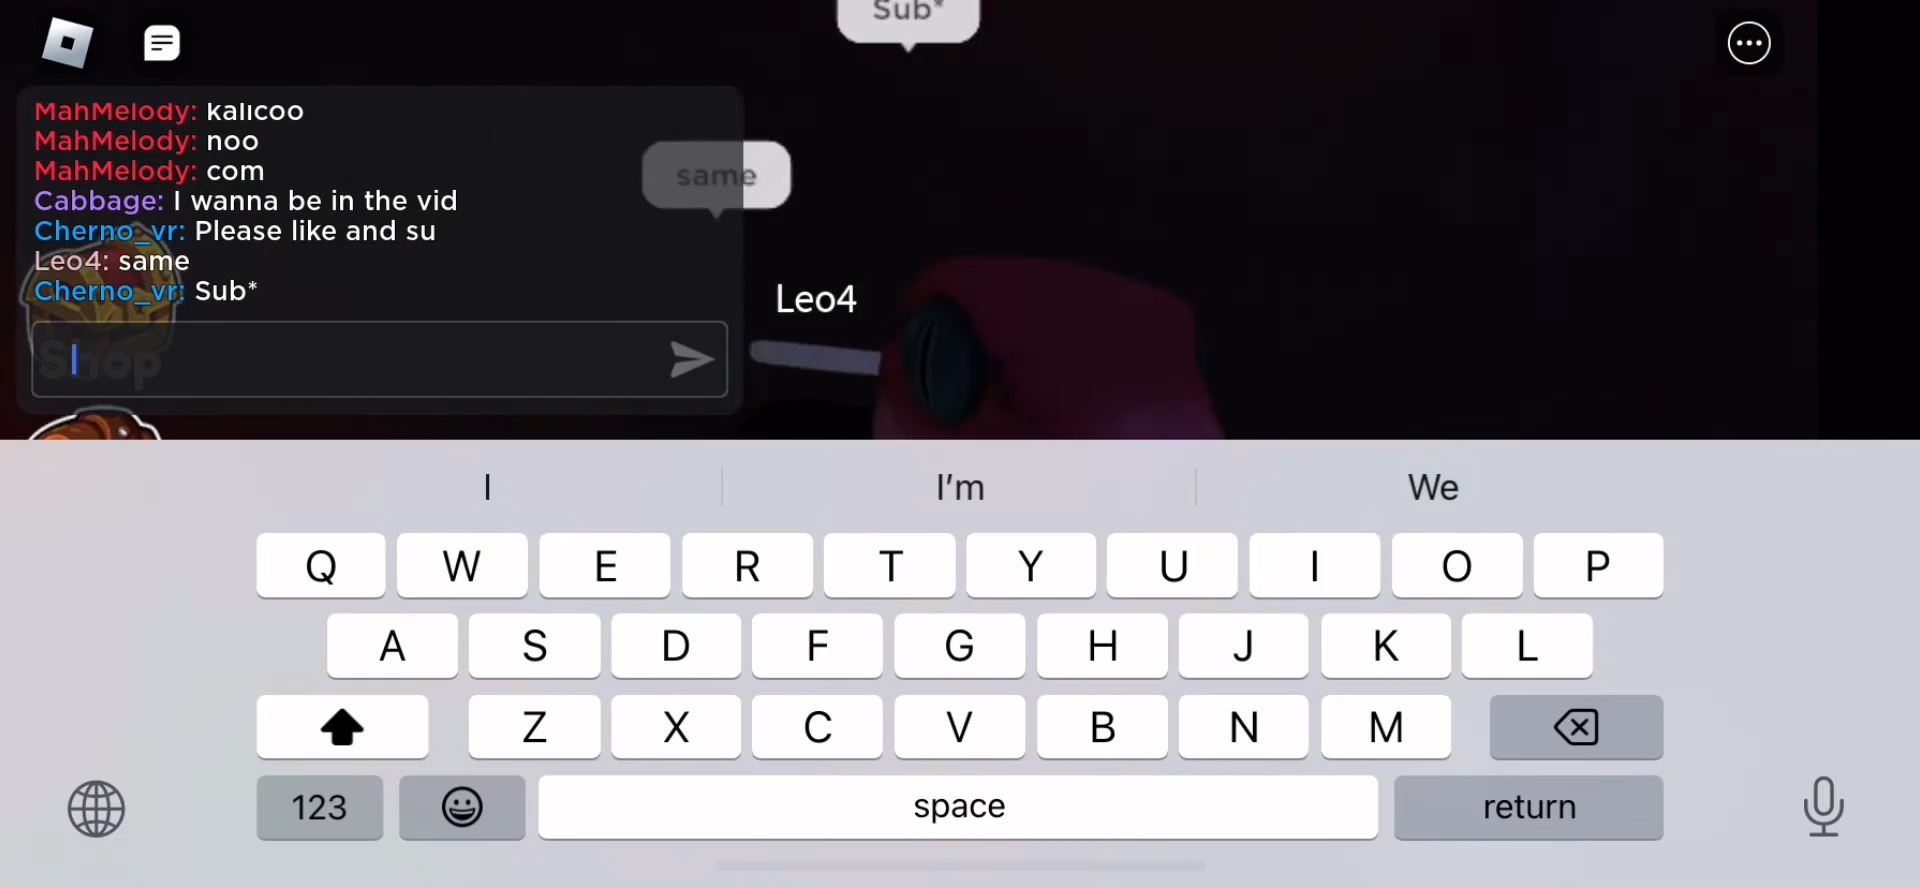 Sub*
MahMelody: kalicoo
MahMelody: noo
MahMelody: com
Cabbage: I wanna be in the vid
Cherno_vr: Please like and su
Leo4: same
Cherno_vr: Sub*
same
Leo4
Shop
I I'm We
Q W E R T Y U I O P
A S D F G H J K L
Z X C V B N M
123 space return